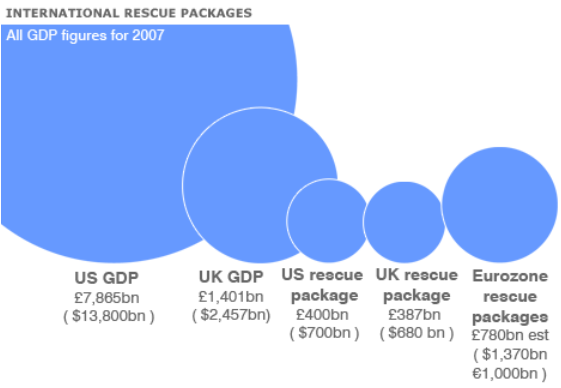 INTERNATIONAL RESCUE PACKAGES
All GDP figures for 2007
US GDP
£7,865bn
( $13,800bn )
UK GDP
£1,401bn
( $2,457bn)
US rescue
package
£400bn
( $700bn )
UK rescue
package
£387bn
( $680 bn )
Eurozone
rescue
packages
£780bn est
( $1,370bn
€1,000bn )